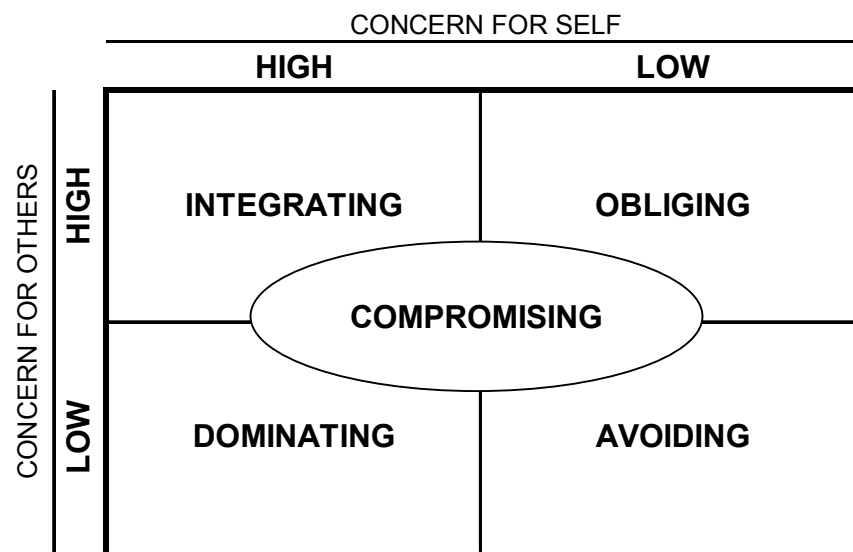 CONCERN FOR SELF
HIGH LOW
CONCERN FOR OTHERS
HIGH
INTEGRATING OBLIGING
COMPROMISING
LOW
DOMINATING AVOIDING